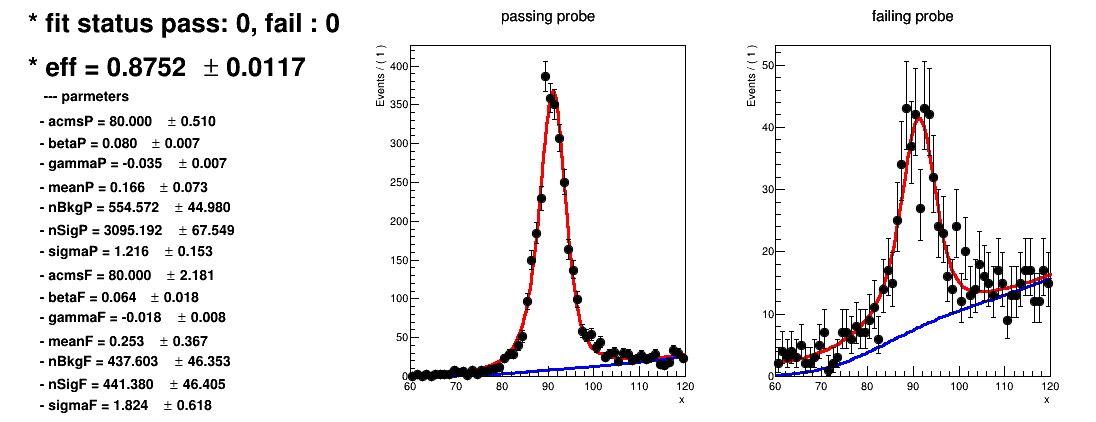 * fit status pass: 0, fail : 0
* eff = 0.8752 ± 0.0117
--- parmeters
- acmsP = 80.000 ± 0.510
- betaP = 0.080 ± 0.007
- gammaP = -0.035 ± 0.007
- meanP = 0.166 ± 0.073
- nBkgP = 554.572 ± 44.980
- nSigP = 3095.192 ± 67.549
- sigmaP = 1.216 ± 0.153
- acmsF = 80.000 ± 2.181
- betaF = 0.064 ± 0.018
- gammaF = -0.018 ± 0.008
- meanF = 0.253 ± 0.367
- nBkgF = 437.603 ± 46.353
- nSigF = 441.380 ± 46.405
- sigmaF = 1.824 ± 0.618
passing probe
Events / ( 1 )
400
350
300
250
200
150
100
50
0
60 70 80 90 100 110 120
x
failing probe
Events / ( 1 )
50
40
30
20
10
0
60 70 80 90 100 110 120
x